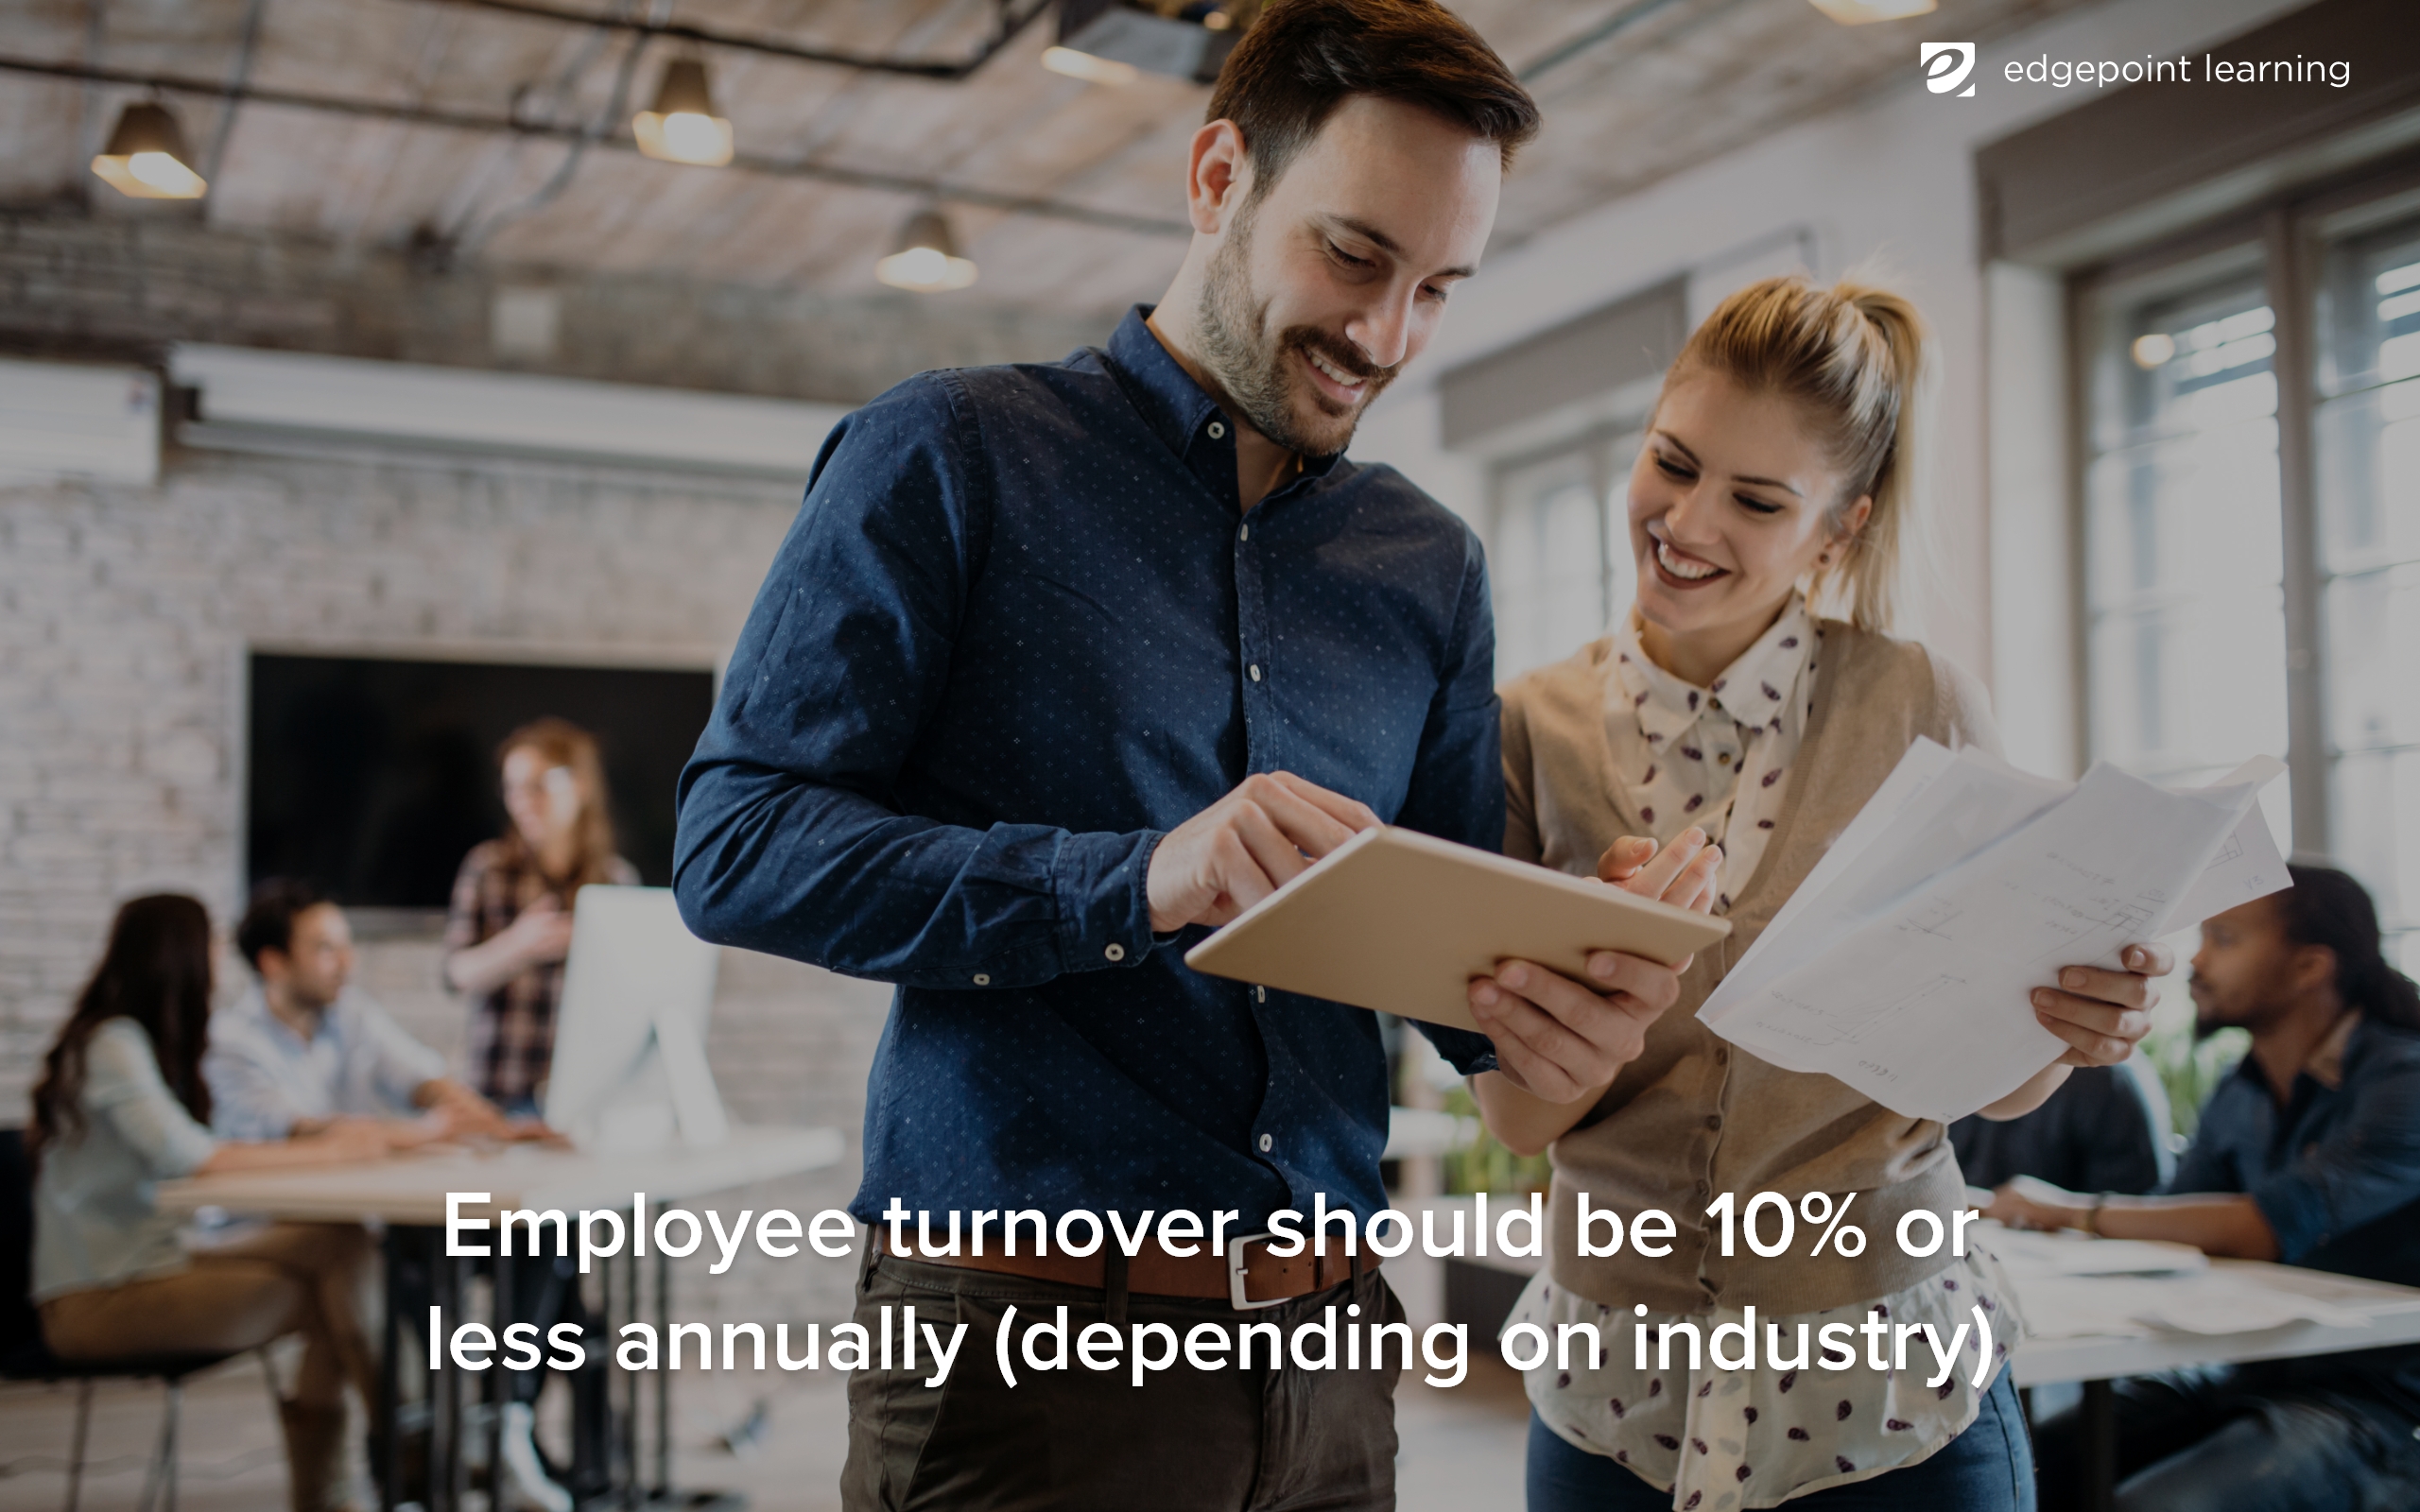 edgepoint learning
Employee turnover should be 10% or
less annually (depending on industry)